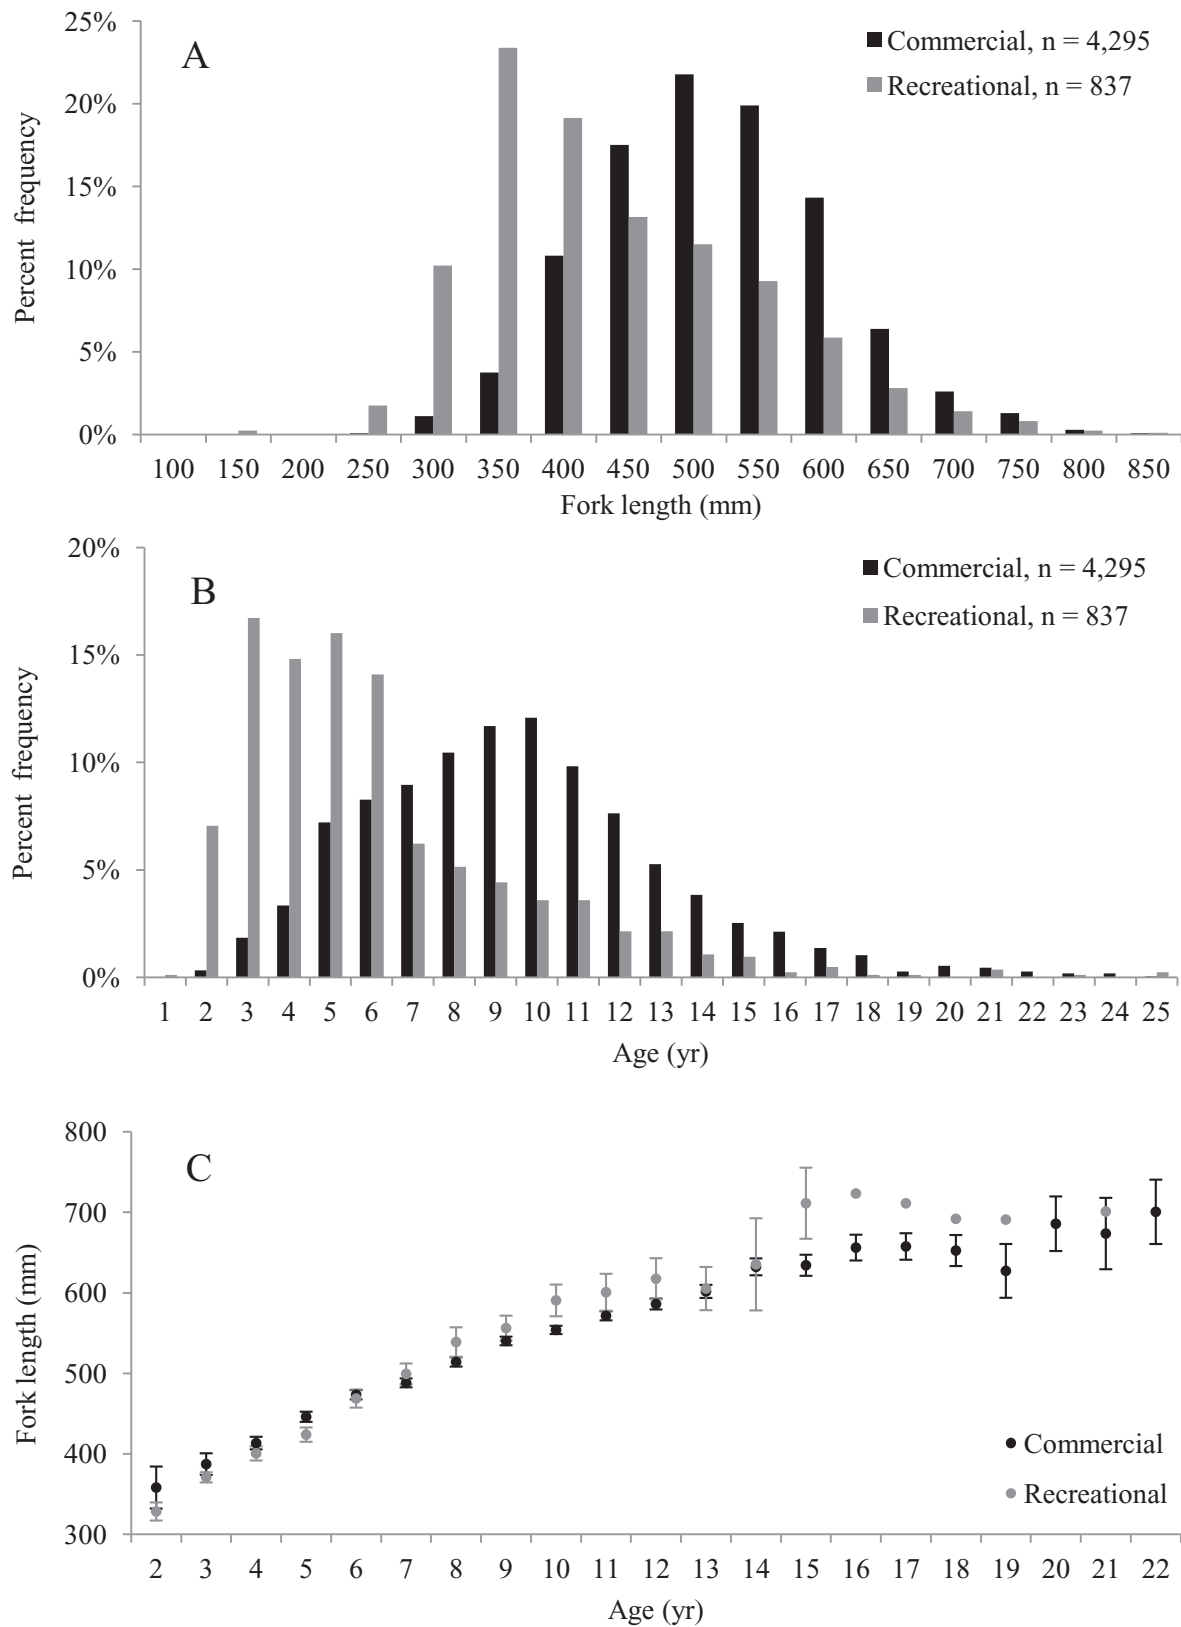 A
Commercial, n = 4,295
Recreational, n = 837
25%
20%
15%
10%
5%
0%
Percent frequency
100 150 200 250 300 350 400 450 500 550 600 650 700 750 800 850
Fork length (mm)
B
Commercial, n = 4,295
Recreational, n = 837
20%
15%
10%
5%
0%
Percent frequency
1 2 3 4 5 6 7 8 9 10 11 12 13 14 15 16 17 18 19 20 21 22 23 24 25
Age (yr)
C
800
700
600
500
400
300
Fork length (mm)
Commercial
Recreational
2 3 4 5 6 7 8 9 10 11 12 13 14 15 16 17 18 19 20 21 22
Age (yr)